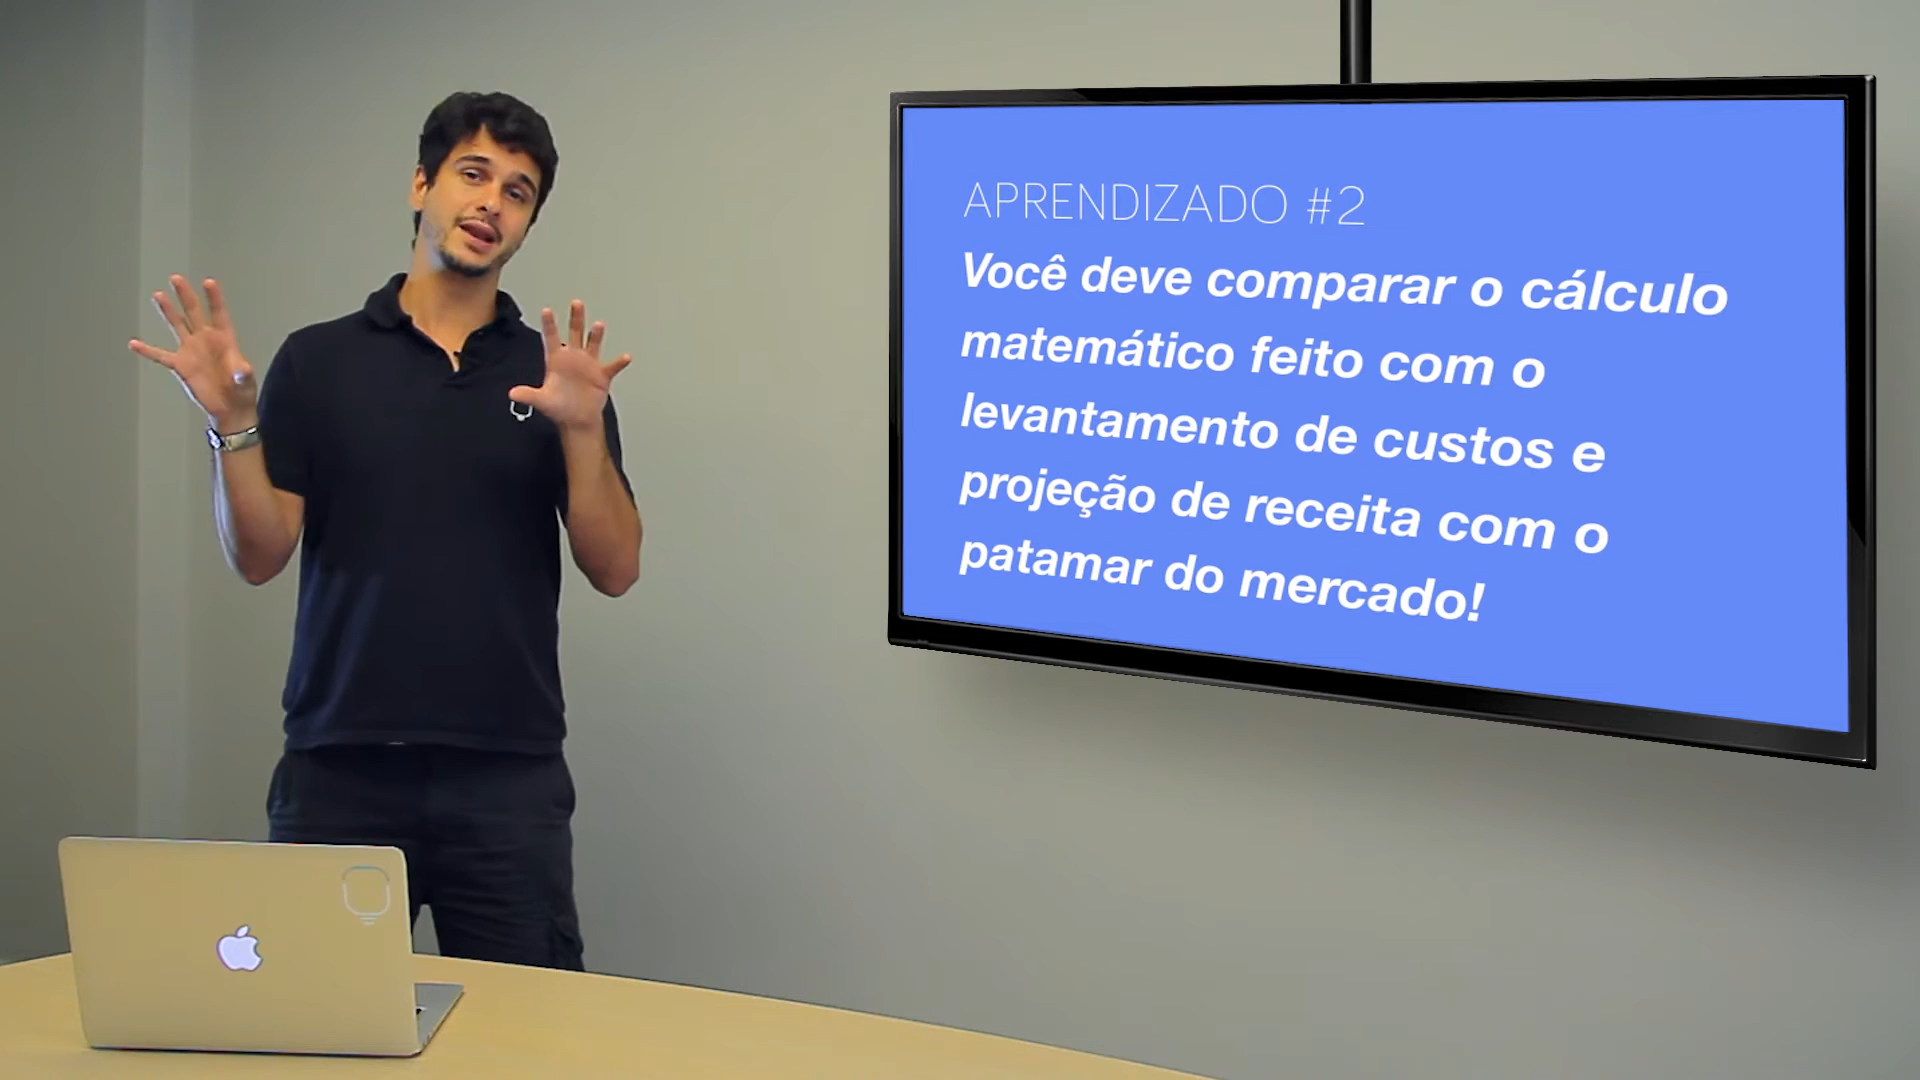 APRENDIZADO #2
Você deve comparar o cálculo
matemático feito com o
levantamento de custos e
projeção de receita com o
patamar do mercado!